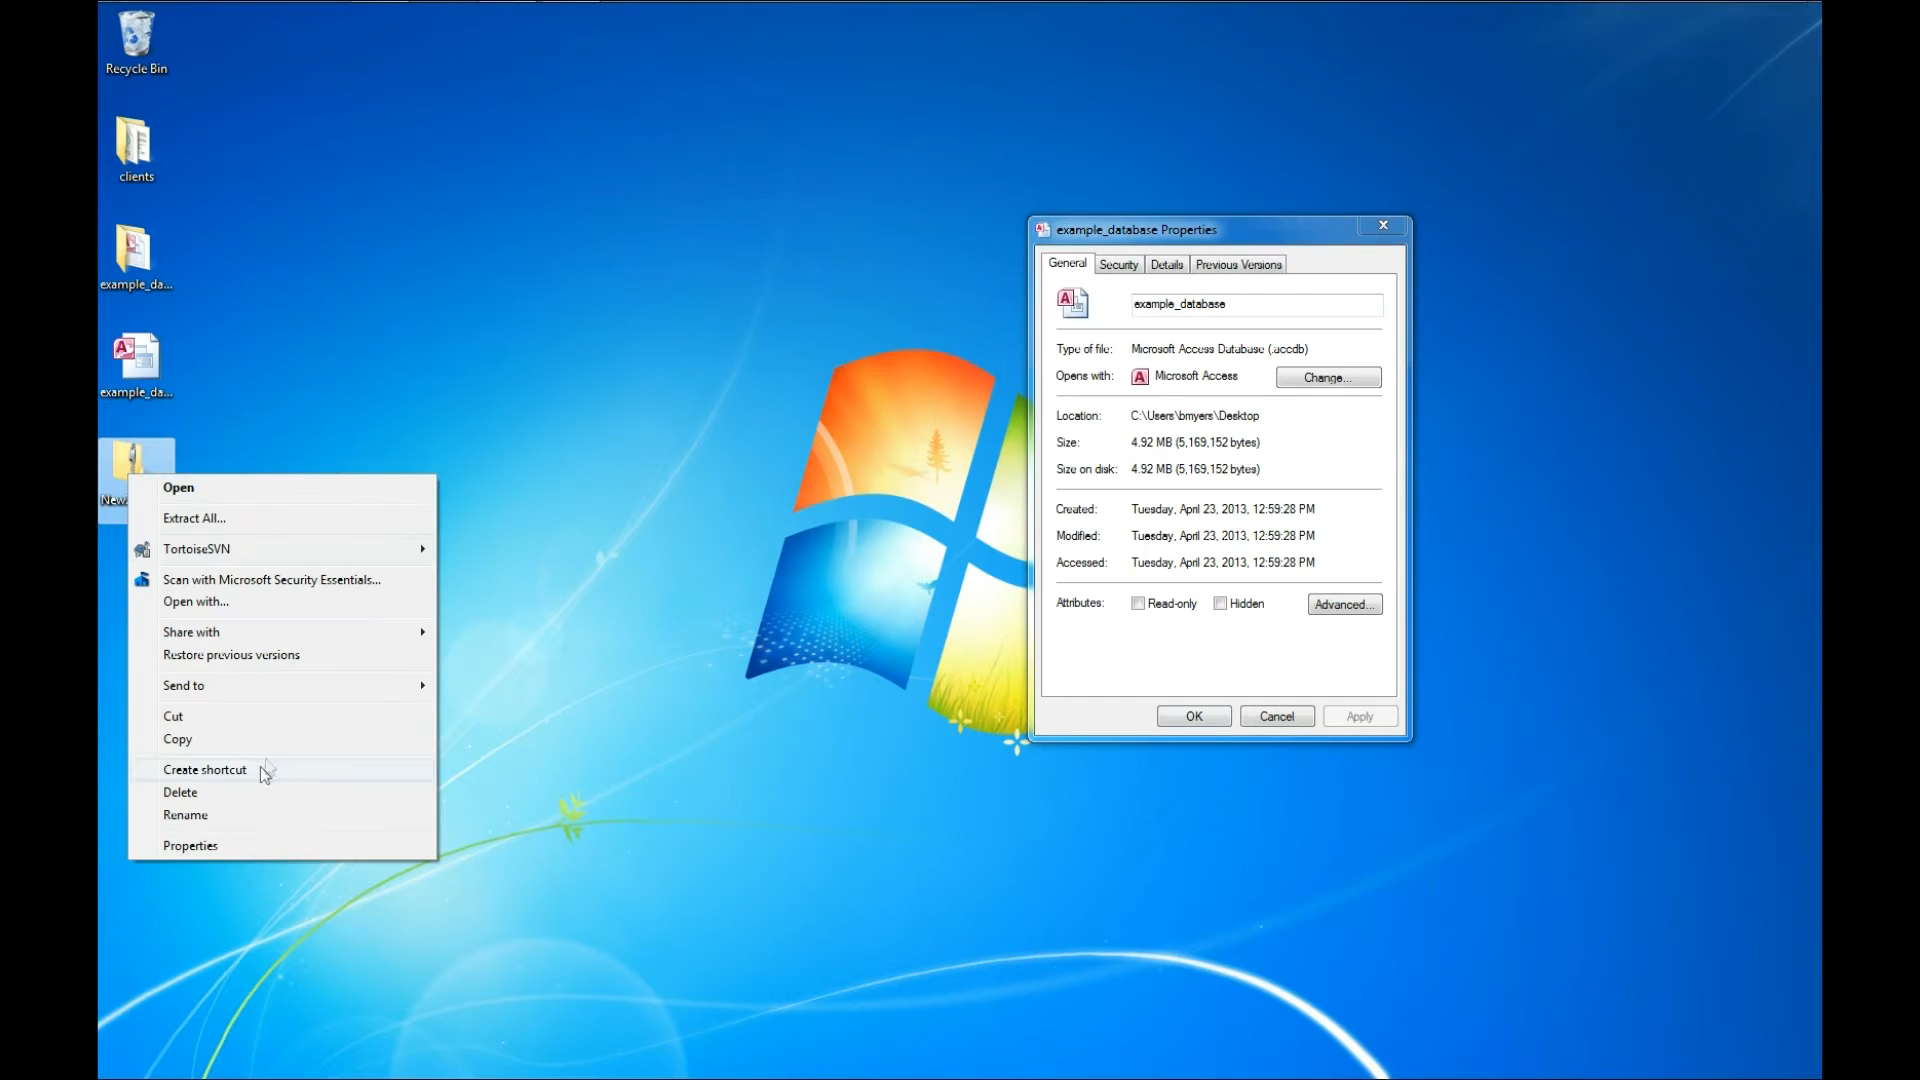 Recycle Bin
clients
example_da...
example_da...
New
Open
Extract All...
TortoiseSVN
Scan with Microsoft Security Essentials...
Open with...
Share with
Restore previous versions
Send to
Cut
Copy
Create shortcut
Delete
Rename
Properties
example_database Properties
General Security Details Previous Versions
example_database
Type of file: Microsoft Access Database (.accdb)
Opens with: Microsoft Access Change...
Location: C:\Users\bmyers\Desktop
Size: 4.92 MB (5,169,152 bytes)
Size on disk: 4.92 MB (5,169,152 bytes)
Created: Tuesday, April 23, 2013, 12:59:28 PM
Modified: Tuesday, April 23, 2013, 12:59:28 PM
Accessed: Tuesday, April 23, 2013, 12:59:28 PM
Attributes: Read-only Hidden Advanced...
OK Cancel Apply